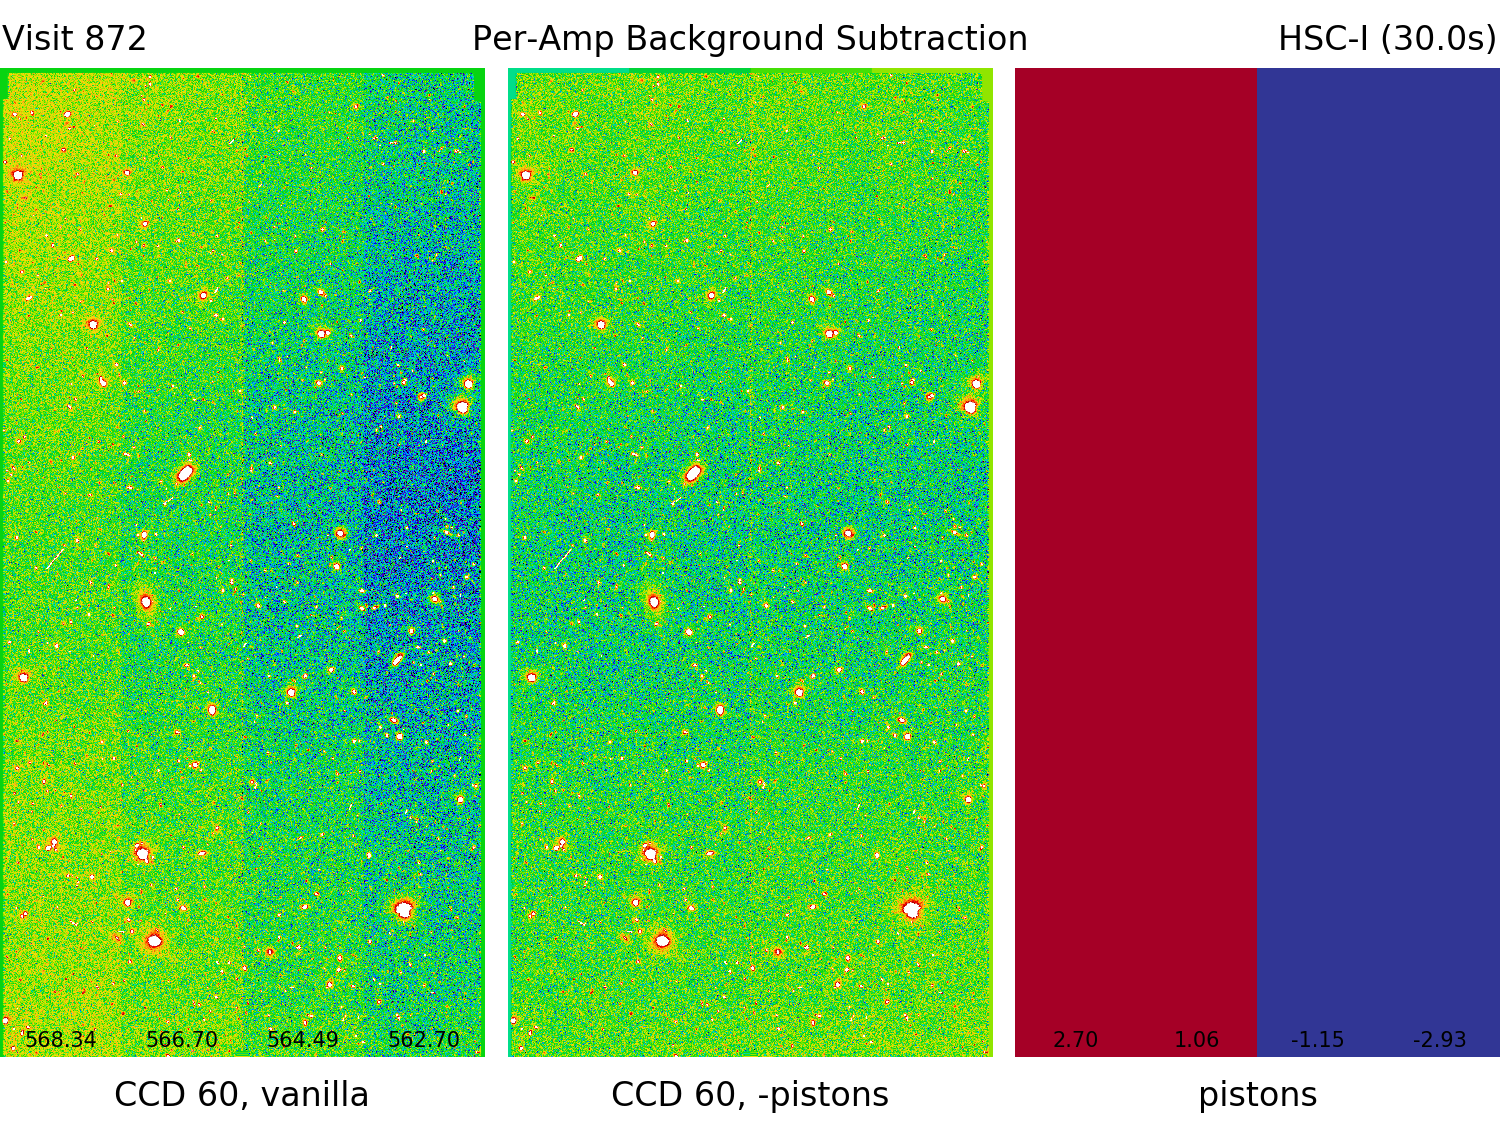 Visit 872 Per-Amp Background Subtraction HSC-I (30.0s)
568.34 566.70 564.49 562.70 2.70 1.06 -1.15 -2.93
CCD 60, vanilla CCD 60, -pistons pistons